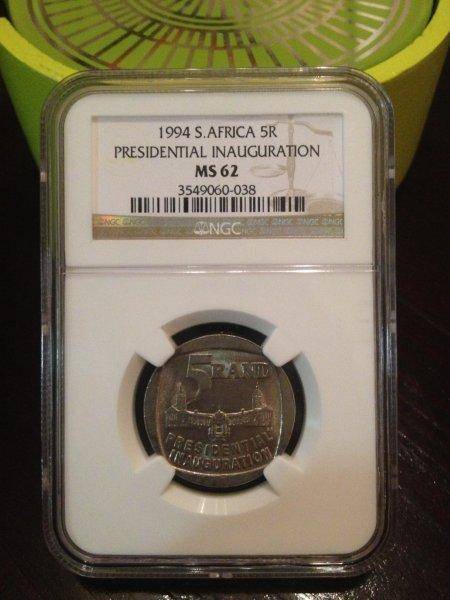 1994 S.AFRICA 5R
PRESIDENTIAL INAUGURATION
MS 62
3549060-038
NGC
5 RAND
PRESIDENTIAL
INAUGURATION